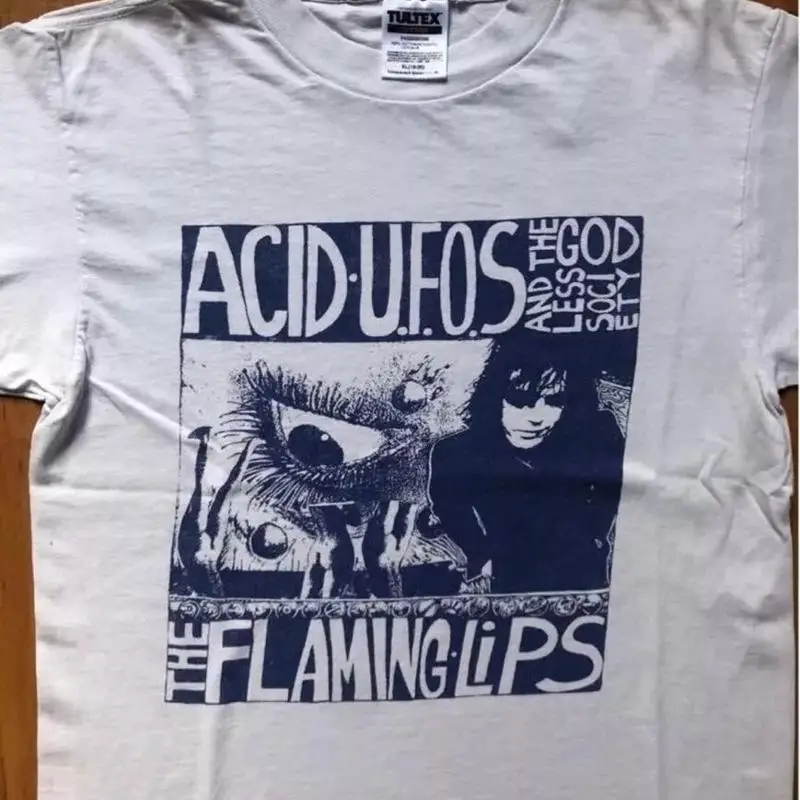 TULTEX
ACID·U.F.O.S
AND THE
GOD
LESS
SOCI
ETY
THE
FLAMING·LiPS